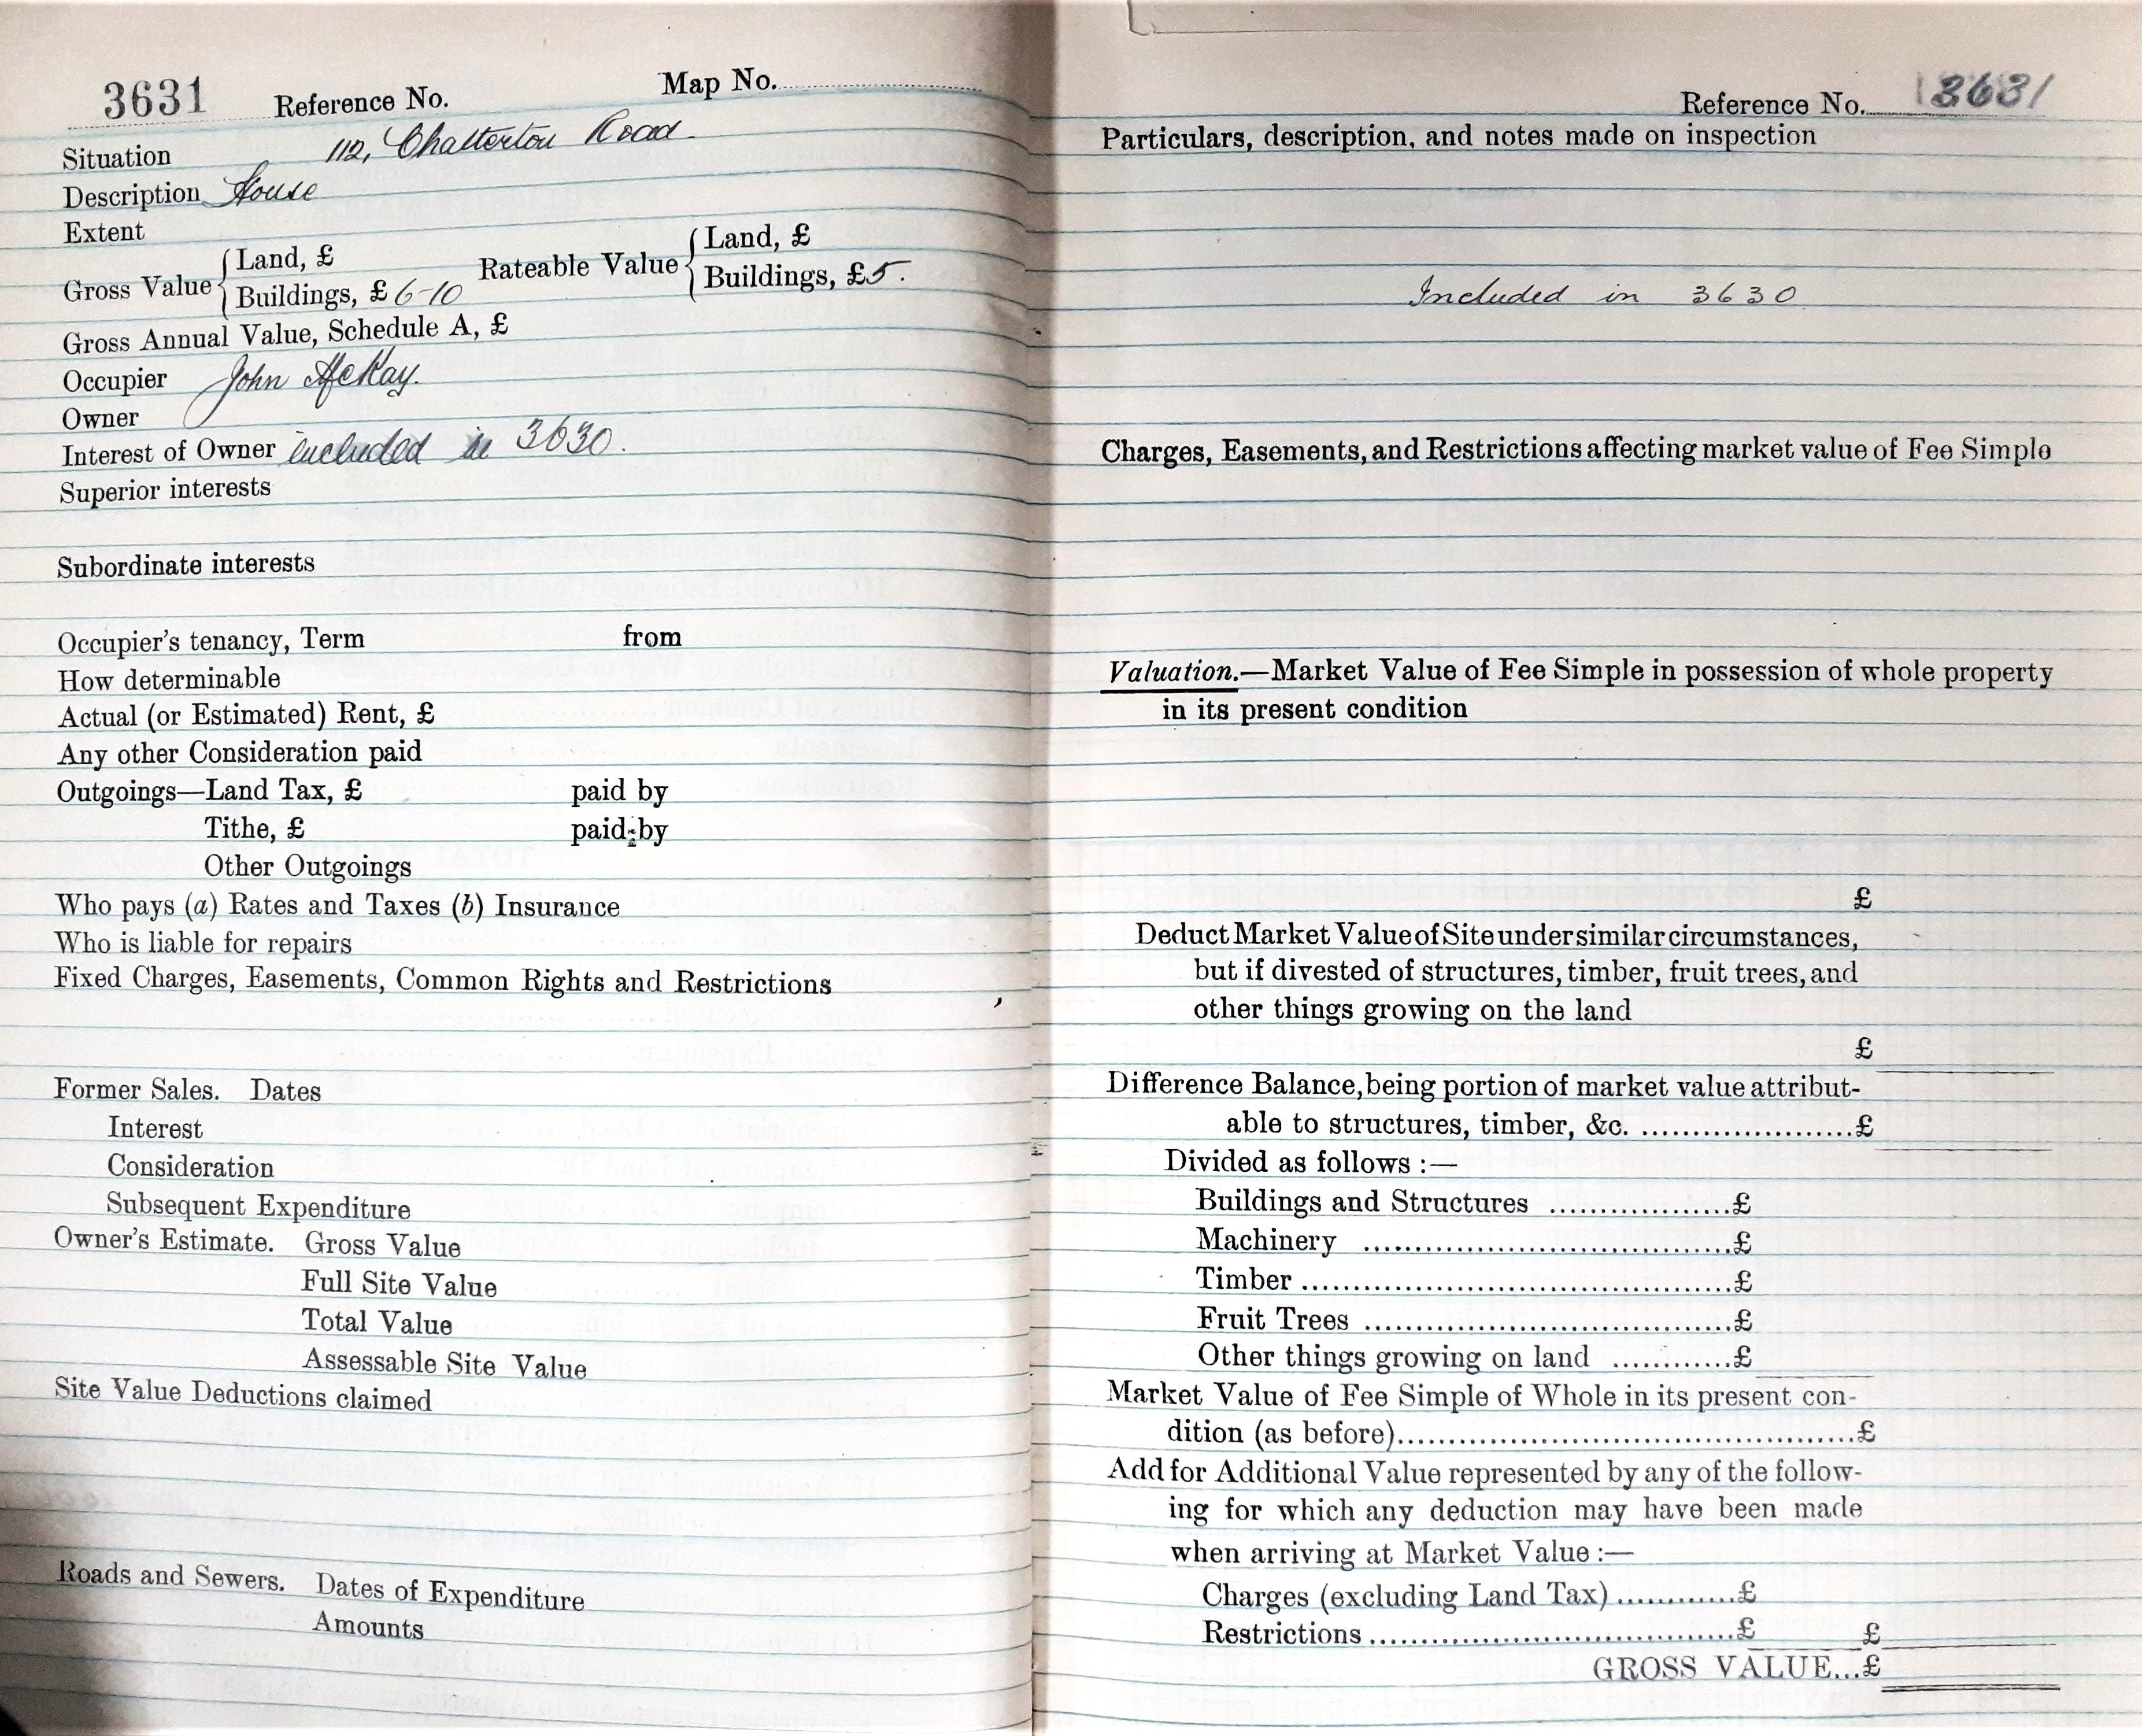 3631 Reference No. Map No.
Situation 112, Chatterton Road
Description House
Extent
Gross Value { Land, £
Buildings, £ 6-10
Rateable Value { Land, £
Buildings, £ 5.
Gross Annual Value, Schedule A, £
Occupier John McKay.
Owner
Interest of Owner included in 3630.
Superior interests
Subordinate interests
Occupier's tenancy, Term from
How determinable
Actual (or Estimated) Rent, £
Any other Consideration paid
Outgoings—Land Tax, £ paid by
Tithe, £ paid by
Other Outgoings
Who pays (a) Rates and Taxes (b) Insurance
Who is liable for repairs
Fixed Charges, Easements, Common Rights and Restrictions
Former Sales. Dates
Interest
Consideration
Subsequent Expenditure
Owner's Estimate. Gross Value
Full Site Value
Total Value
Assessable Site Value
Site Value Deductions claimed
Roads and Sewers. Dates of Expenditure
Amounts
Reference No. 3631
Particulars, description, and notes made on inspection
Included in 3630
Charges, Easements, and Restrictions affecting market value of Fee Simple
Valuation.—Market Value of Fee Simple in possession of whole property
in its present condition
£
Deduct Market Value of Site under similar circumstances,
but if divested of structures, timber, fruit trees, and
other things growing on the land
£
Difference Balance, being portion of market value attribut-
able to structures, timber, &c. ........................£
Divided as follows :—
Buildings and Structures ...................£
Machinery ......................................£
Timber ............................................£
Fruit Trees ......................................£
Other things growing on land ............£
Market Value of Fee Simple of Whole in its present con-
dition (as before)................................................£
Add for Additional Value represented by any of the follow-
ing for which any deduction may have been made
when arriving at Market Value :—
Charges (excluding Land Tax) ............£
Restrictions ......................................£ £
GROSS VALUE...£